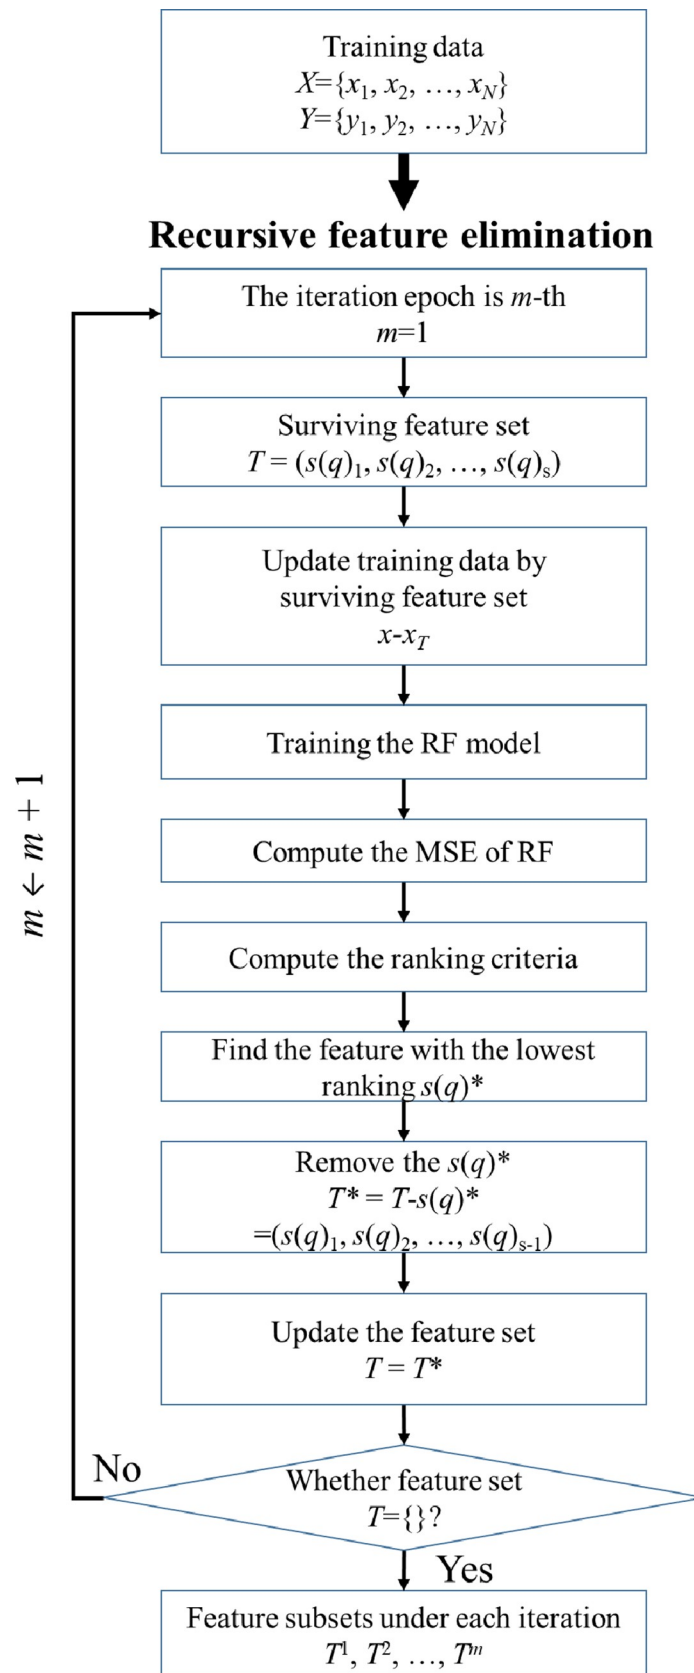 Training data
X={x₁, x₂, …, x_N}
Y={y₁, y₂, …, y_N}
Recursive feature elimination
The iteration epoch is m-th
m=1
Surviving feature set
T = (s(q)₁, s(q)₂, …, s(q)ₛ)
Update training data by
surviving feature set
x-x_T
Training the RF model
Compute the MSE of RF
Compute the ranking criteria
Find the feature with the lowest
ranking s(q)*
Remove the s(q)*
T* = T-s(q)*
=(s(q)₁, s(q)₂, …, s(q)ₛ₋₁)
Update the feature set
T = T*
m ← m + 1
No
Whether feature set
T={}?
Yes
Feature subsets under each iteration
T¹, T², …, Tᵐ